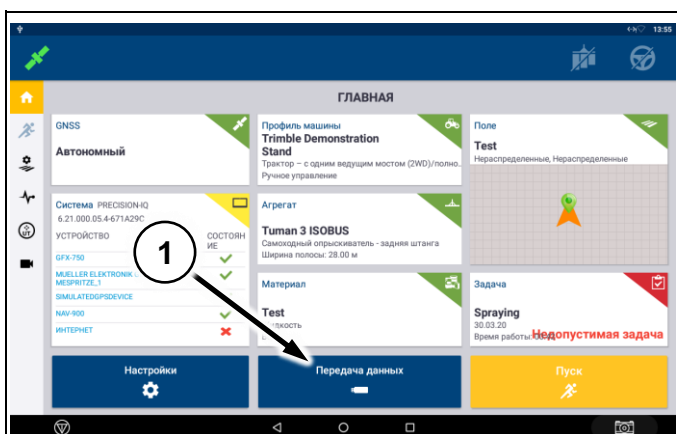 13:55
ГЛАВНАЯ
GNSS
Автономный
Профиль машины
Trimble Demonstration
Stand
Трактор – с одним ведущим мостом (2WD)/полно..
Ручное управление
Поле
Test
Нераспределенные, Нераспределенные
Система PRECISION-IQ
6.21.000.05.4-671A29C
УСТРОЙСТВО
СОСТОЯН
ИЕ
GFX-750
MUELLER ELEKTRONIK
MESPRITZE_1
SIMULATEDGPSDEVICE
NAV-900
ИНТЕРНЕТ
1
Агрегат
Tuman 3 ISOBUS
Самоходный опрыскиватель - задняя штанга
Ширина полосы: 28.00 м
Материал
Test
Задача
Spraying
30.03.20
Время работы:
Недопустимая задача
Настройки
Передача данных
Пуск
UT